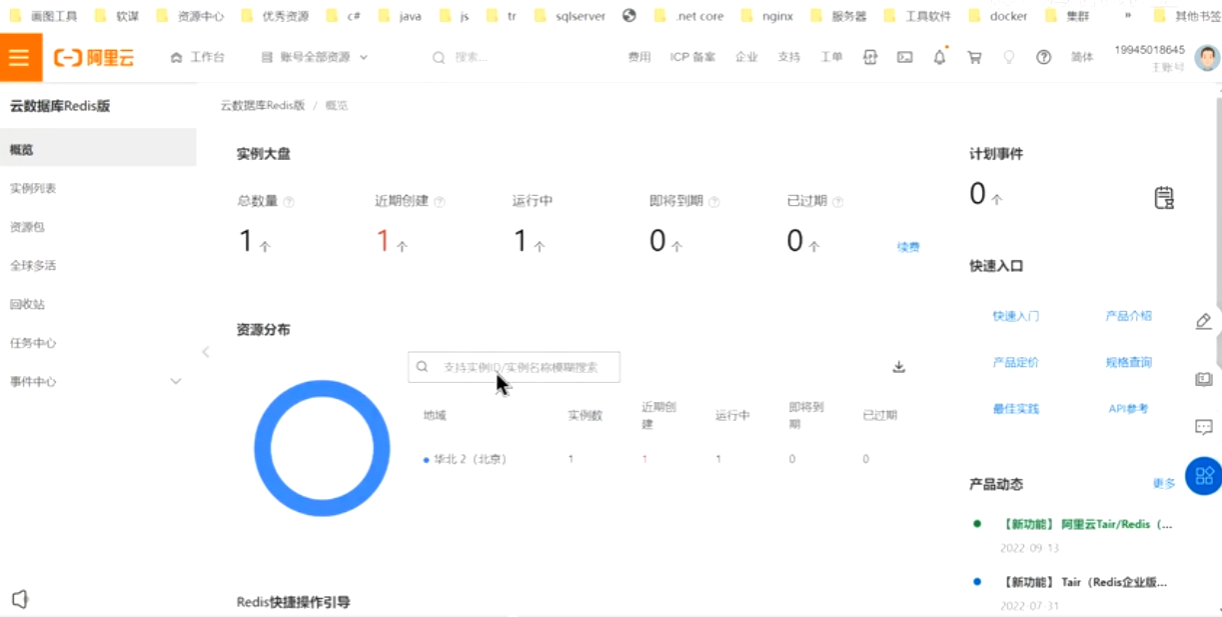 画图工具 软谋 资源中心 优秀资源 c# java js tr sqlserver .net core nginx 服务器 工具软件 docker 集群 » 其他书签
阿里云 工作台 账号全部资源 搜索... 费用 ICP 备案 企业 支持 工单 简体 19945018645
主账号
云数据库Redis版
云数据库Redis版 / 概览
概览
实例列表
资源包
全球多活
回收站
任务中心
事件中心
实例大盘
总数量 近期创建 运行中 即将到期 已过期
1 个 1 个 1 个 0 个 0 个 续费
资源分布
支持实例ID/实例名称模糊搜索
地域 实例数 近期创建 运行中 即将到期 已过期
华北 2（北京） 1 1 1 0 0
Redis快捷操作引导
计划事件
0 个
快速入口
快速入门 产品介绍
产品定价 规格查询
最佳实践 API参考
产品动态 更多
【新功能】 阿里云Tair/Redis（...
2022-09-13
【新功能】 Tair（Redis企业版...
2022-07-31